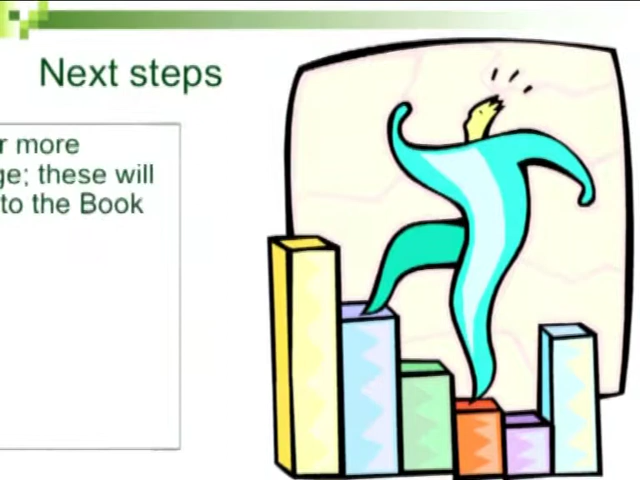 Next steps
r more
ge; these will
to the Book